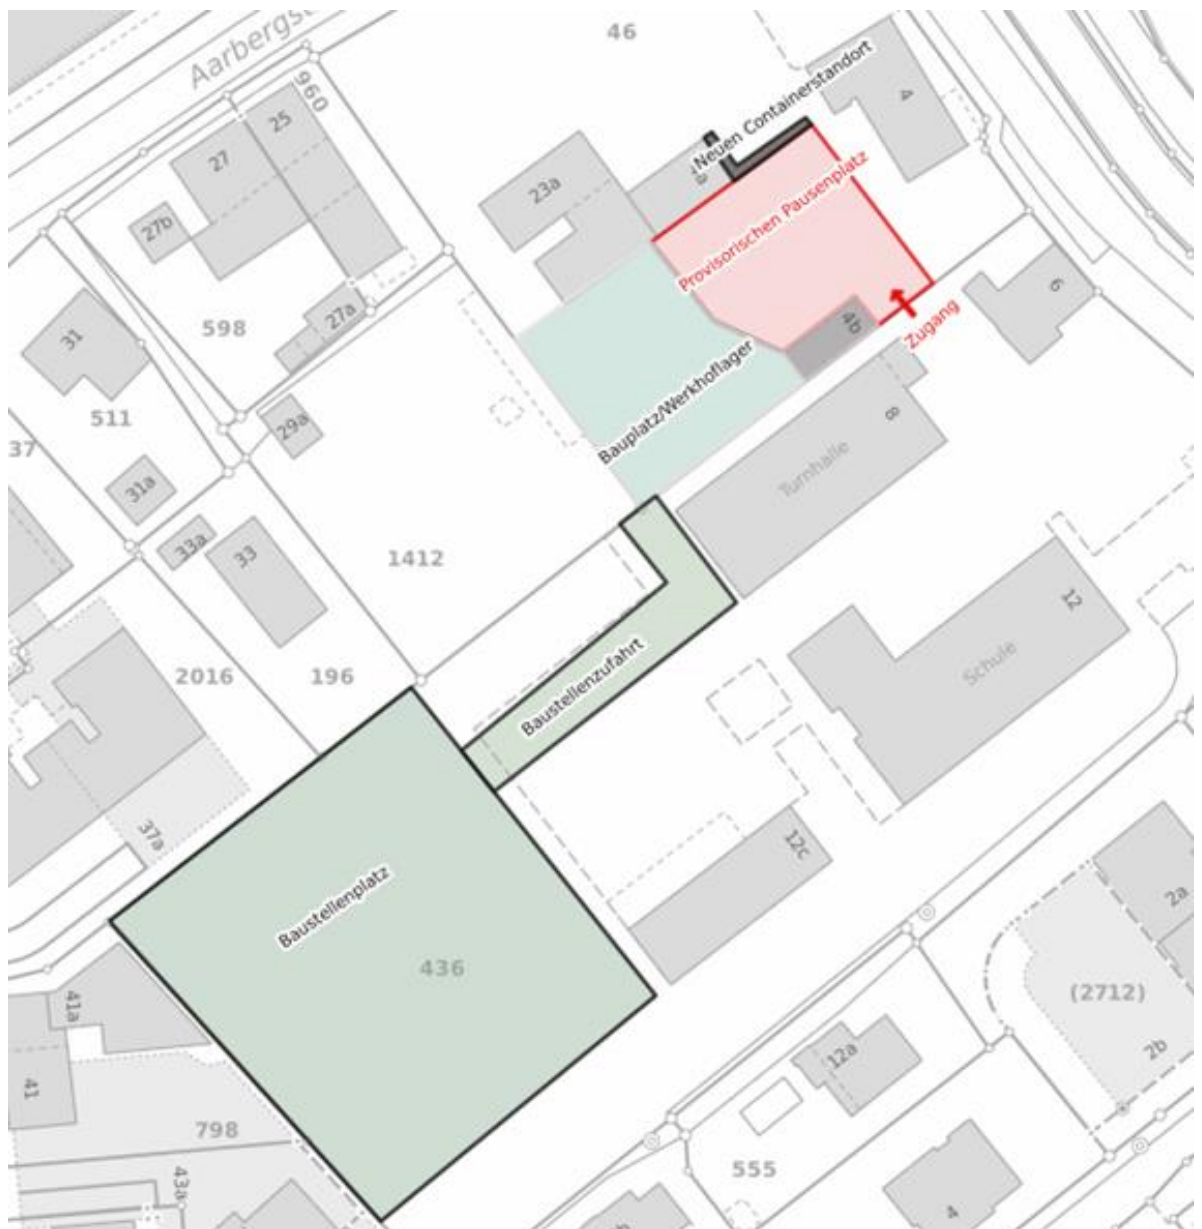 Aarbergs
46
960
25
27
27b
27a
23a
4
Neuen Containerstandort
Provisorischen Pausenplatz
Zugang
4b
6
Bauplatz/Werkhoflager
8
Turnhalle
31
598
511
37
31a
29a
33a
33
1412
2016
196
12
Schule
Baustellenzufahrt
37a
12c
Baustellenplatz
436
2a
(2712)
2b
41a
41
12a
798
43a
555
4